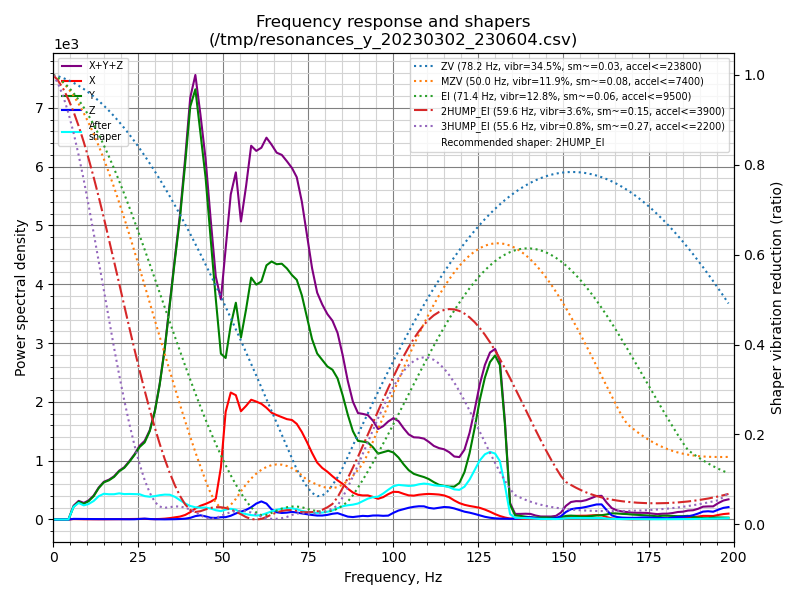 Frequency response and shapers
(/tmp/resonances_y_20230302_230604.csv)
1e3
X+Y+Z
X
Y
Z
After
shaper
ZV (78.2 Hz, vibr=34.5%, sm~=0.03, accel<=23800)
MZV (50.0 Hz, vibr=11.9%, sm~=0.08, accel<=7400)
EI (71.4 Hz, vibr=12.8%, sm~=0.06, accel<=9500)
2HUMP_EI (59.6 Hz, vibr=3.6%, sm~=0.15, accel<=3900)
3HUMP_EI (55.6 Hz, vibr=0.8%, sm~=0.27, accel<=2200)
Recommended shaper: 2HUMP_EI
Power spectral density
7
6
5
4
3
2
1
0
1.0
0.8
0.6
0.4
0.2
0.0
Shaper vibration reduction (ratio)
0 25 50 75 100 125 150 175 200
Frequency, Hz